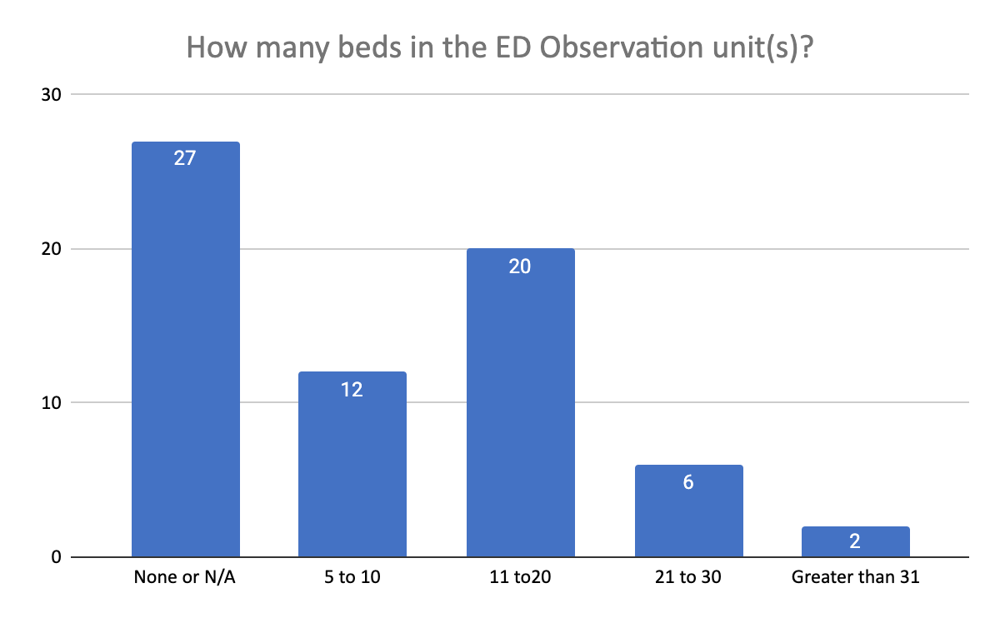 How many beds in the ED Observation unit(s)?
30
27
20
20
12
10
6
2
0
None or N/A
5 to 10
11 to20
21 to 30
Greater than 31